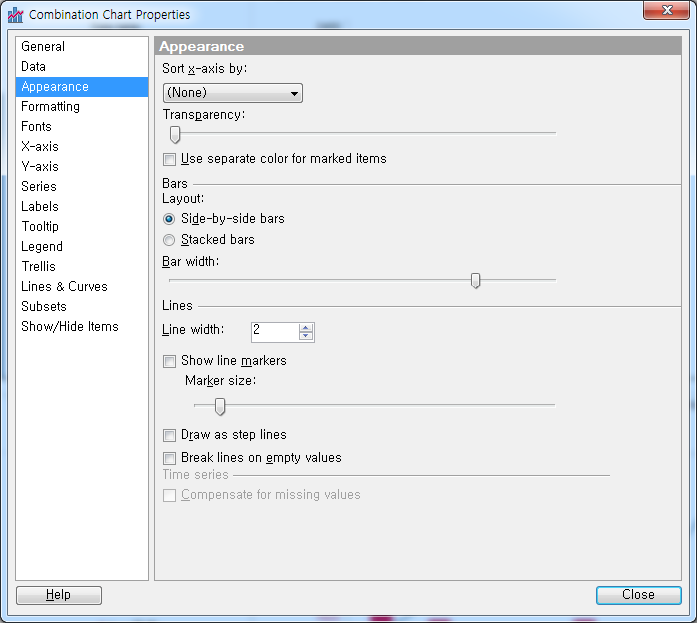 Combination Chart Properties
General
Data
Appearance
Formatting
Fonts
X-axis
Y-axis
Series
Labels
Tooltip
Legend
Trellis
Lines & Curves
Subsets
Show/Hide Items
Appearance
Sort x-axis by:
(None)
Transparency:
Use separate color for marked items
Bars
Layout:
Side-by-side bars
Stacked bars
Bar width:
Lines
Line width: 2
Show line markers
Marker size:
Draw as step lines
Break lines on empty values
Time series
Compensate for missing values
Help
Close